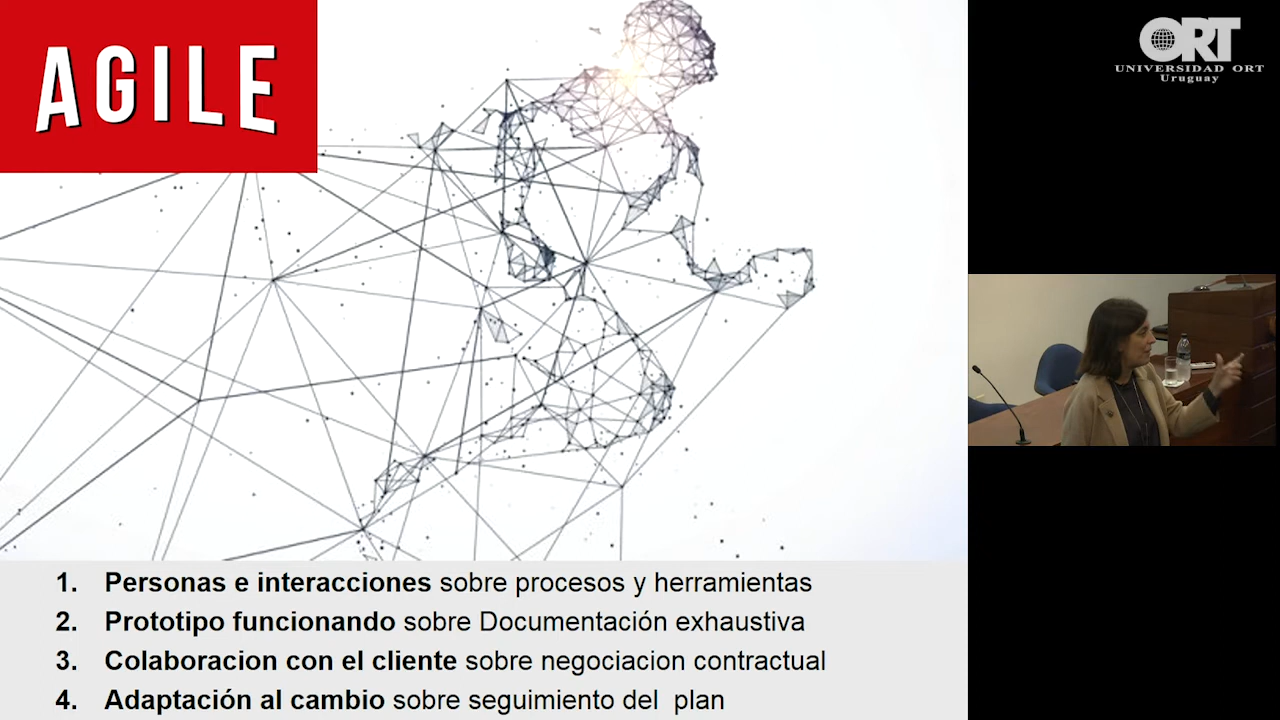 AGILE
ORT
UNIVERSIDAD ORT
Uruguay
1. Personas e interacciones sobre procesos y herramientas
2. Prototipo funcionando sobre Documentación exhaustiva
3. Colaboracion con el cliente sobre negociacion contractual
4. Adaptación al cambio sobre seguimiento del plan